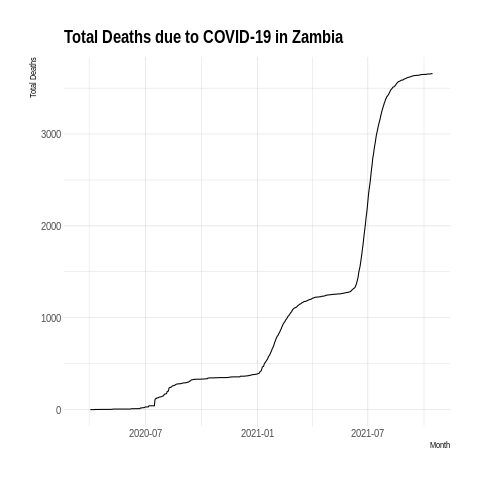 Total Deaths due to COVID-19 in Zambia
Total Deaths
3000
2000
1000
0
2020-07
2021-01
2021-07
Month